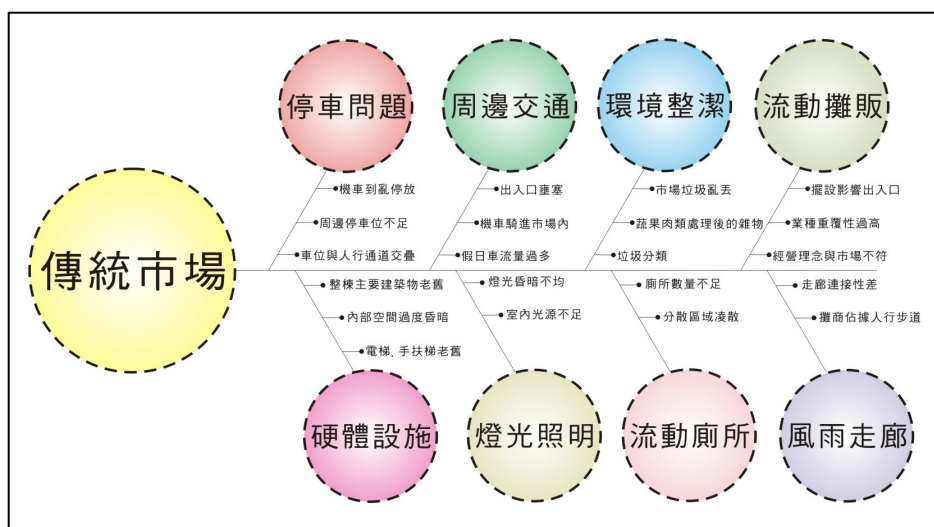 停車問題
周邊交通
環境整潔
流動攤販
機車到亂停放
周邊停車位不足
車位與人行通道交疊
出入口壅塞
機車騎進市場內
假日車流量過多
市場垃圾亂丟
蔬果肉類處理後的雜物
垃圾分類
擺設影響出入口
業種重覆性過高
經營理念與市場不符
傳統市場
整棟主要建築物老舊
內部空間過度昏暗
電梯. 手扶梯老舊
燈光昏暗不均
室內光源不足
廁所數量不足
分散區域凌散
走廊連接性差
攤商佔據人行步道
硬體設施
燈光照明
流動廁所
風雨走廊